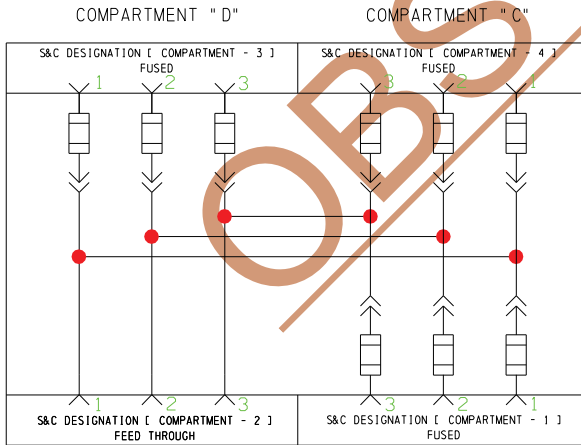 COMPARTMENT "D" COMPARTMENT "C"
S&C DESIGNATION [ COMPARTMENT - 3 ] S&C DESIGNATION [ COMPARTMENT - 4 ]
FUSED FUSED
1 2 3 3 2 1
OBS
1 2 3 3 2 1
S&C DESIGNATION [ COMPARTMENT - 2 ] S&C DESIGNATION [ COMPARTMENT - 1 ]
FEED THROUGH FUSED